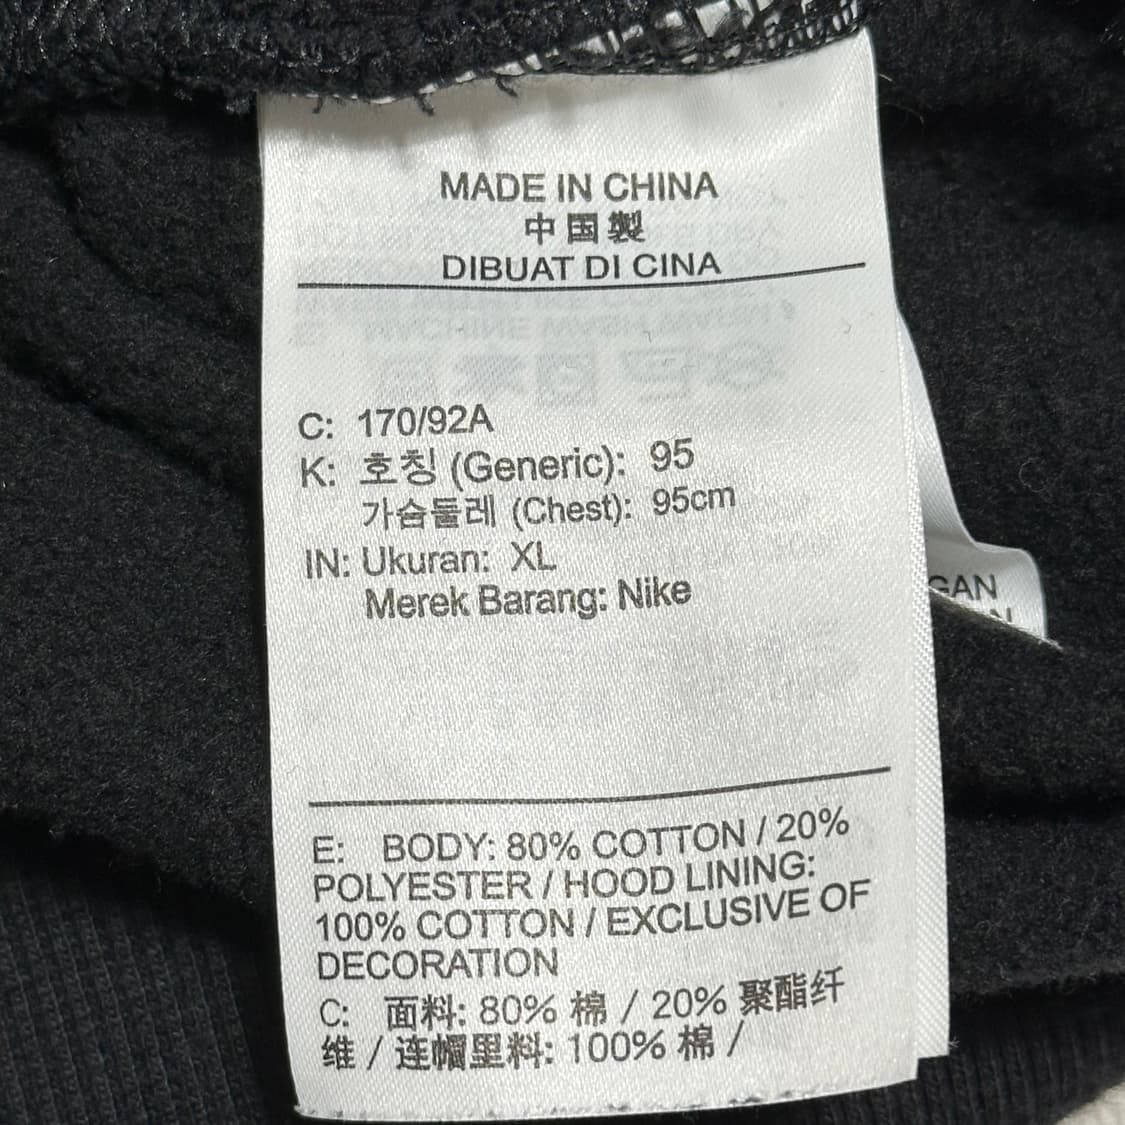 MADE IN CHINA
中国製
DIBUAT DI CINA
C: 170/92A
K: 호칭 (Generic): 95
가슴둘레 (Chest): 95cm
IN: Ukuran: XL
Merek Barang: Nike
GAN
E: BODY: 80% COTTON / 20%
POLYESTER / HOOD LINING:
100% COTTON / EXCLUSIVE OF
DECORATION
C: 面料: 80% 棉 / 20% 聚酯纤
维 / 连帽里料: 100% 棉 /